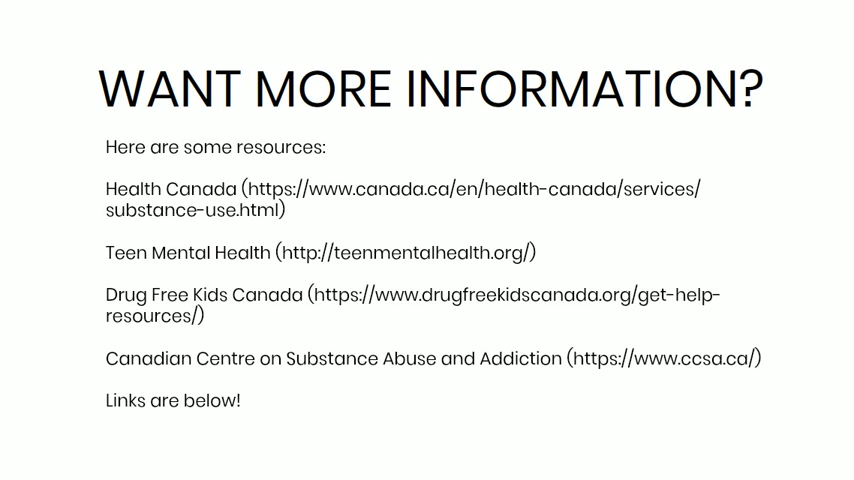 WANT MORE INFORMATION?
Here are some resources:
Health Canada (https://www.canada.ca/en/health-canada/services/
substance-use.html)
Teen Mental Health (http://teenmentalhealth.org/)
Drug Free Kids Canada (https://www.drugfreekidscanada.org/get-help-
resources/)
Canadian Centre on Substance Abuse and Addiction (https://www.ccsa.ca/)
Links are below!